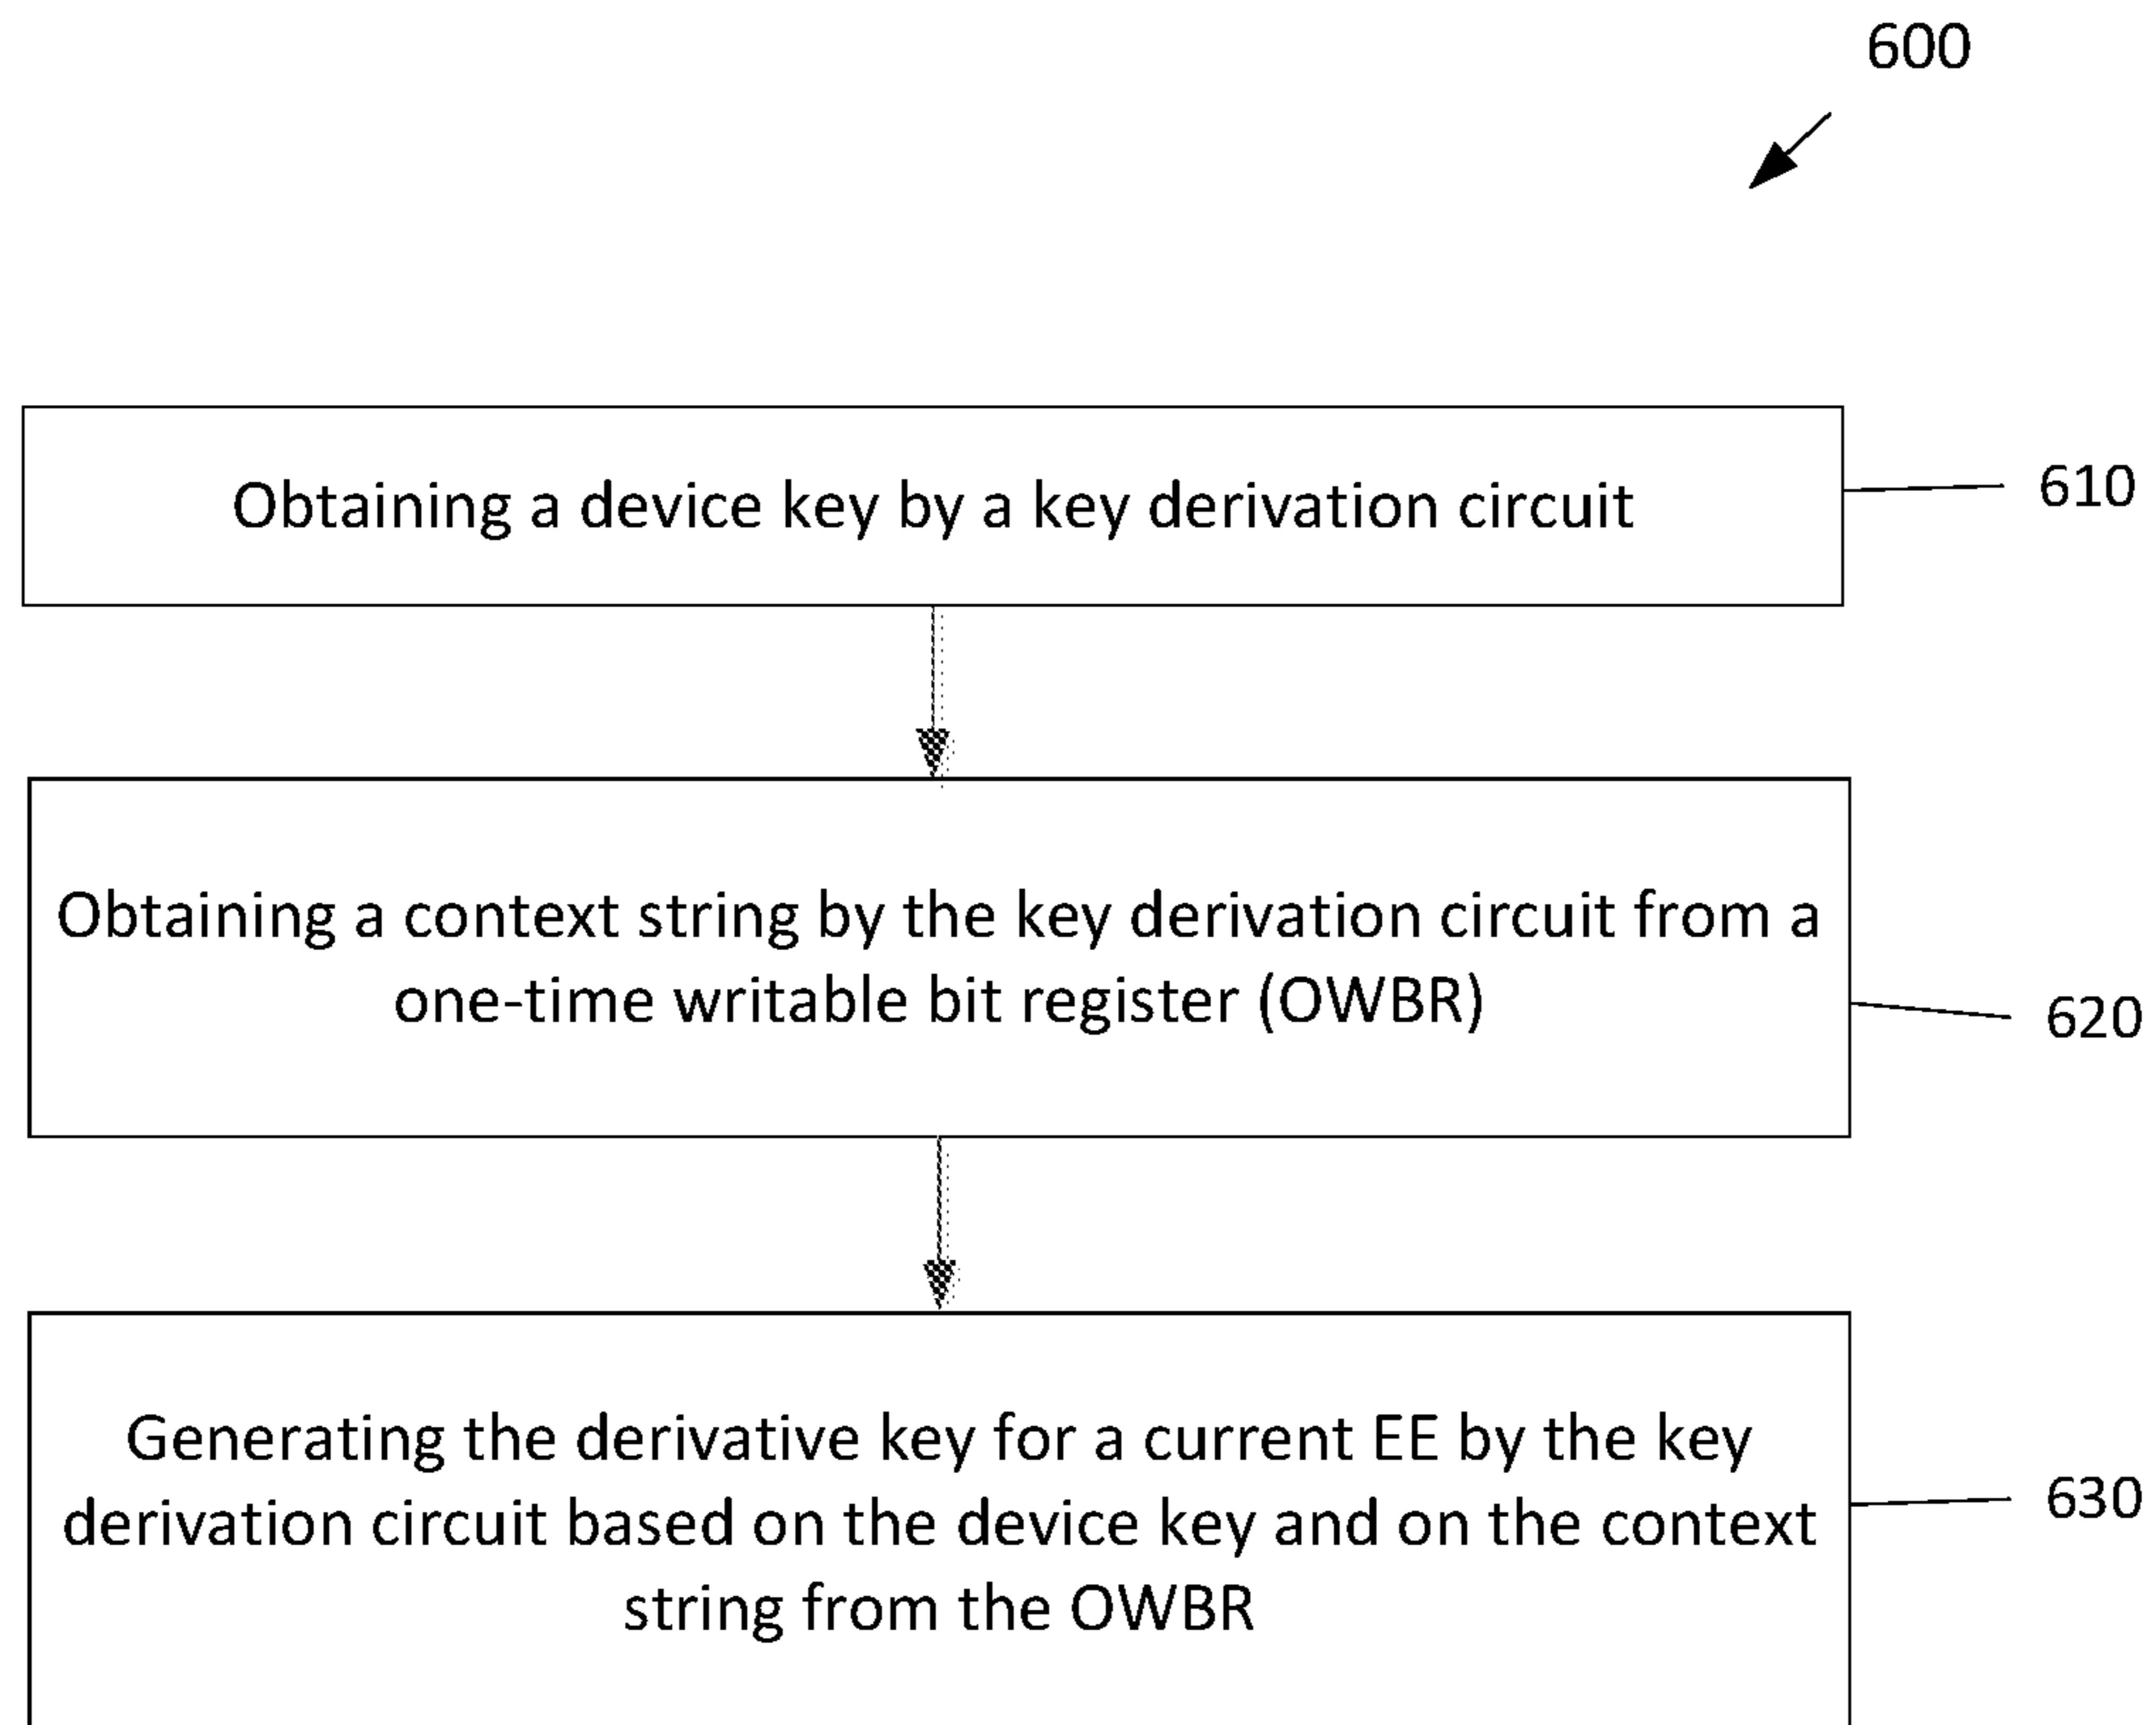 600
Obtaining a device key by a key derivation circuit
610
Obtaining a context string by the key derivation circuit from a
one-time writable bit register (OWBR)
620
Generating the derivative key for a current EE by the key
derivation circuit based on the device key and on the context
string from the OWBR
630